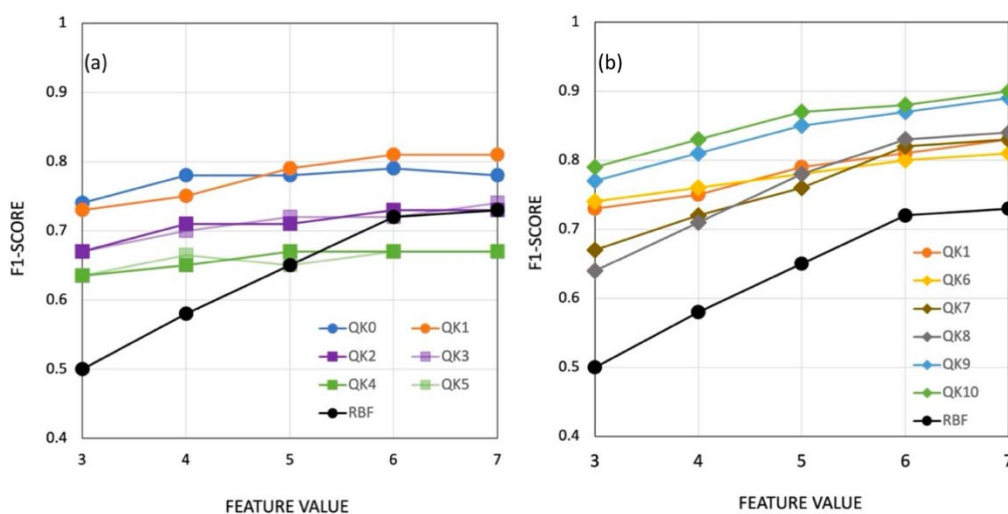 (a)
F1-SCORE
1
0.9
0.8
0.7
0.6
0.5
0.4
3 4 5 6 7
FEATURE VALUE
QK0 QK1
QK2 QK3
QK4 QK5
RBF
(b)
F1-SCORE
1
0.9
0.8
0.7
0.6
0.5
0.4
3 4 5 6 7
FEATURE VALUE
QK1
QK6
QK7
QK8
QK9
QK10
RBF